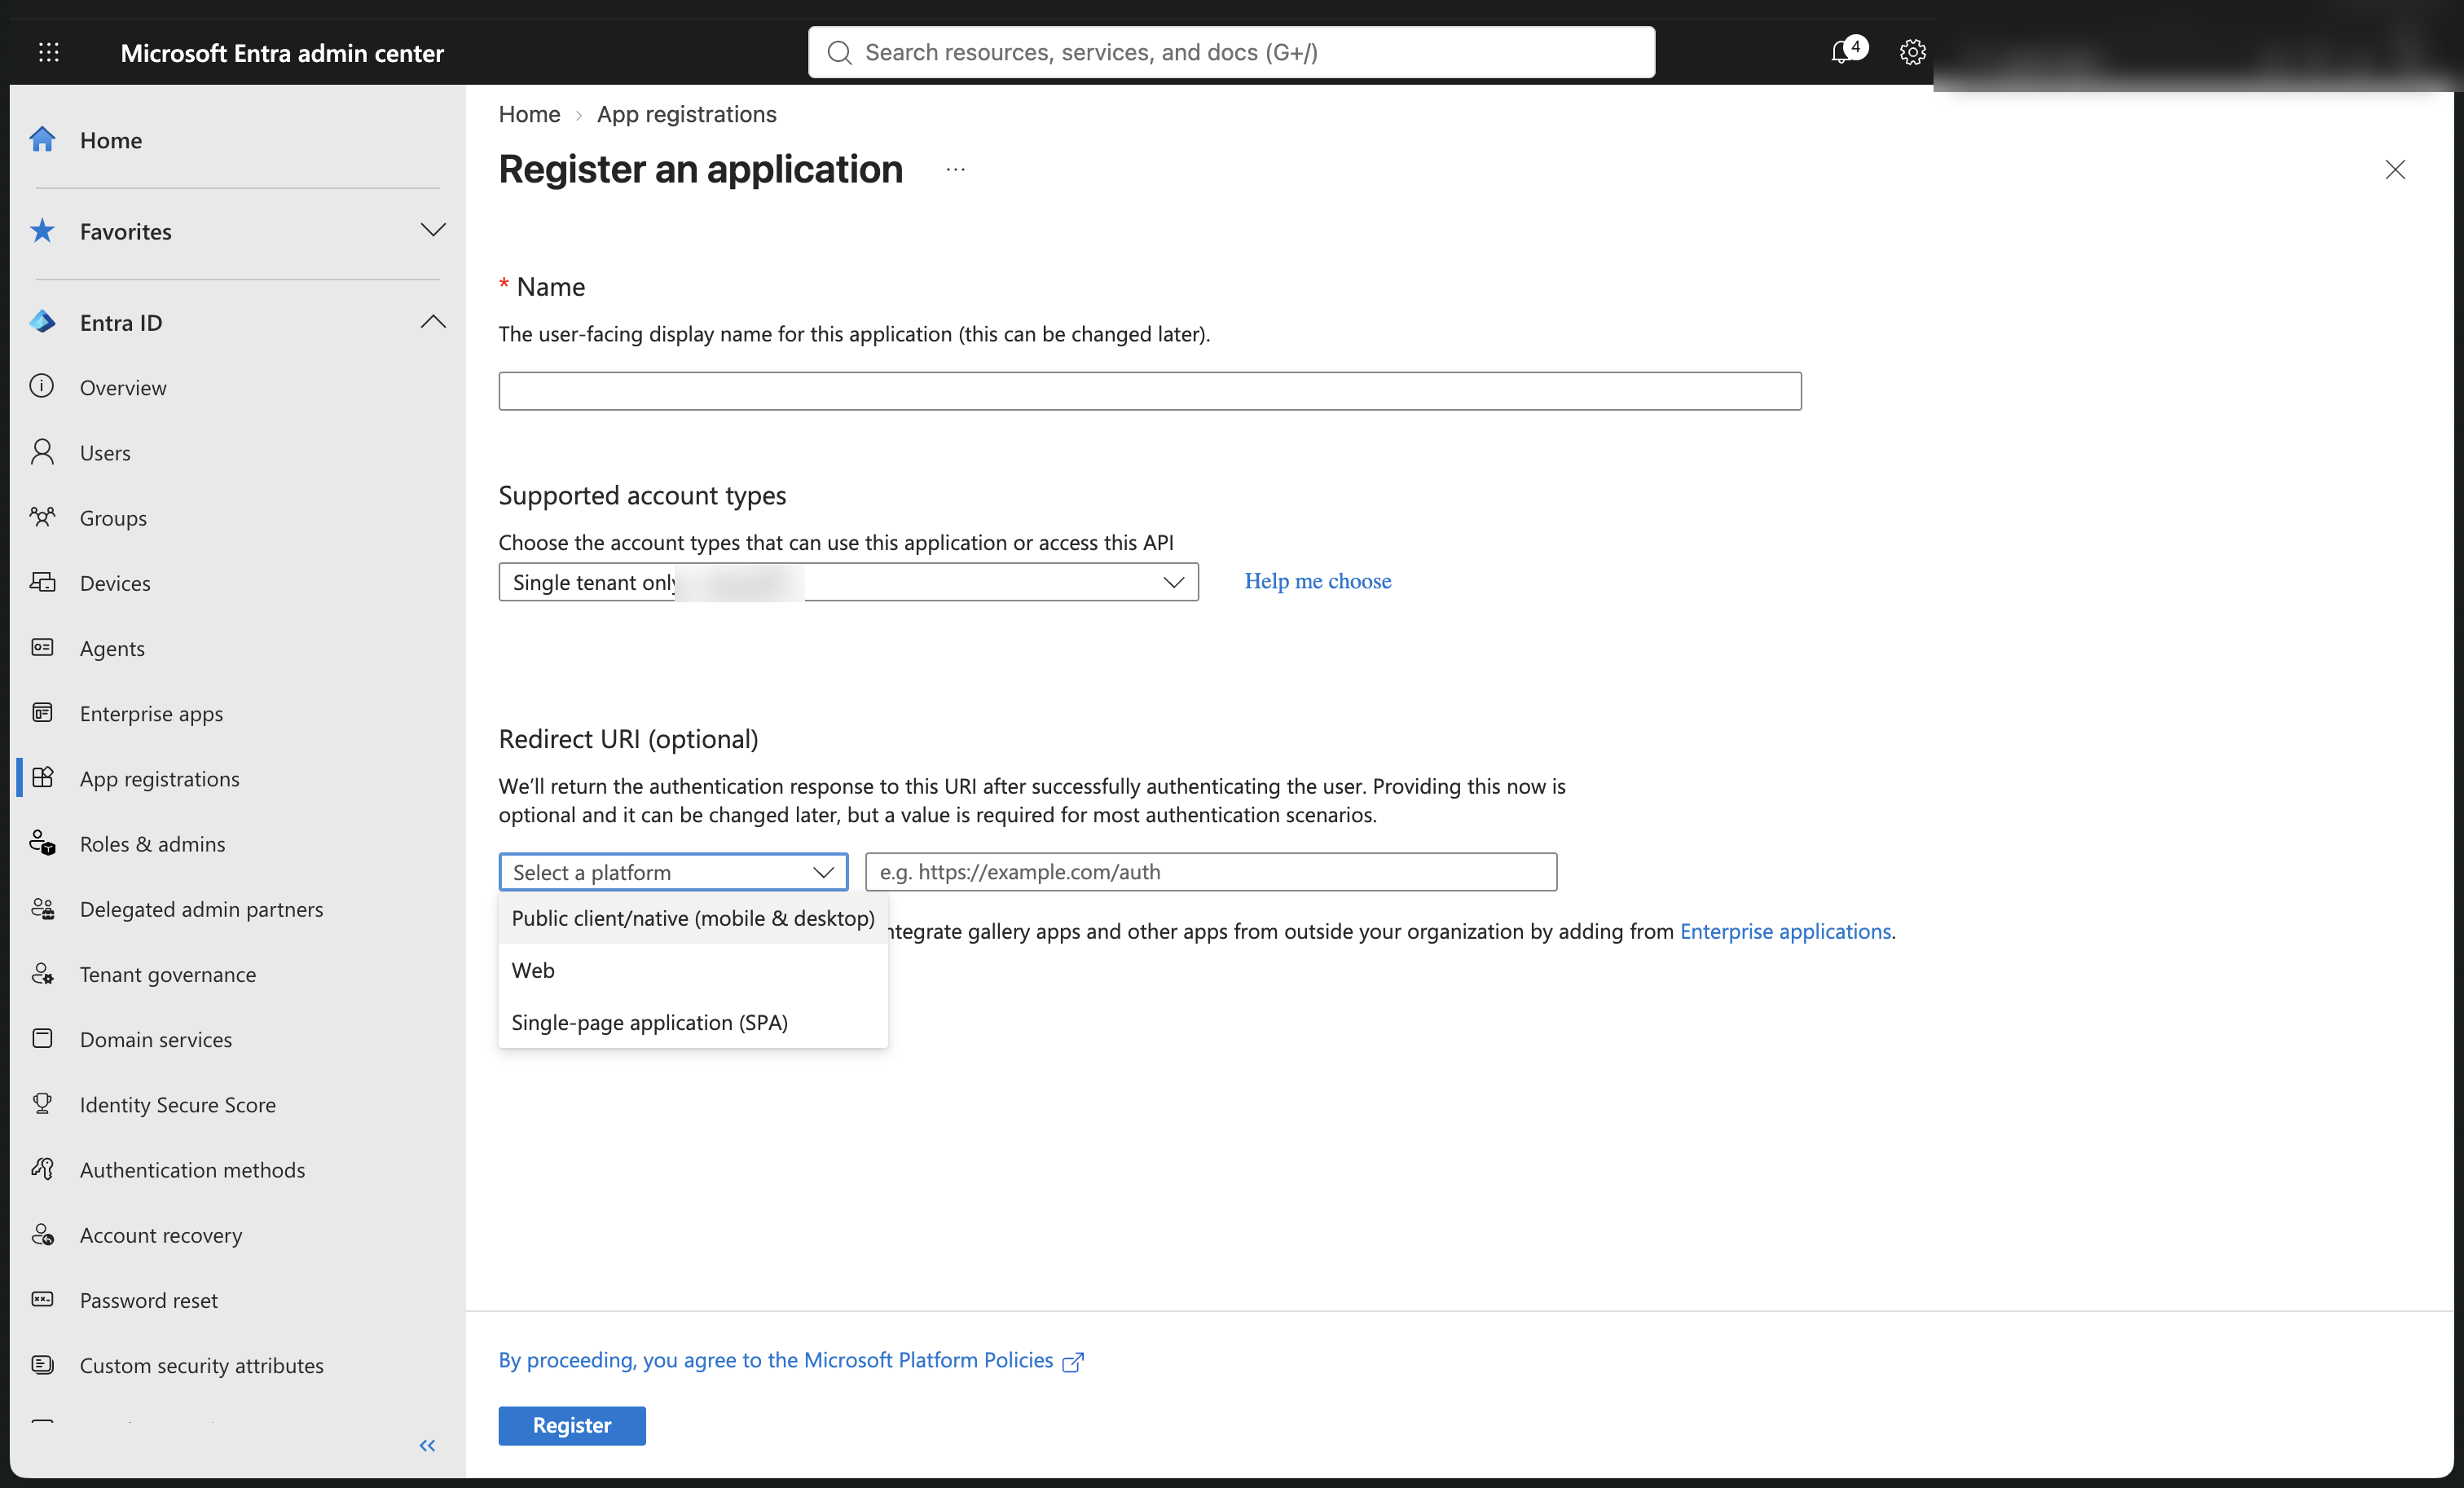 Microsoft Entra admin center
Search resources, services, and docs (G+/)
4
Home
Favorites
Entra ID
Overview
Users
Groups
Devices
Agents
Enterprise apps
App registrations
Roles & admins
Delegated admin partners
Tenant governance
Domain services
Identity Secure Score
Authentication methods
Account recovery
Password reset
Custom security attributes
Home > App registrations
Register an application ...
* Name
The user-facing display name for this application (this can be changed later).
Supported account types
Choose the account types that can use this application or access this API
Single tenant only
Help me choose
Redirect URI (optional)
We’ll return the authentication response to this URI after successfully authenticating the user. Providing this now is
optional and it can be changed later, but a value is required for most authentication scenarios.
Select a platform
e.g. https://example.com/auth
Public client/native (mobile & desktop)
Web
Single-page application (SPA)
ntegrate gallery apps and other apps from outside your organization by adding from Enterprise applications.
By proceeding, you agree to the Microsoft Platform Policies
Register